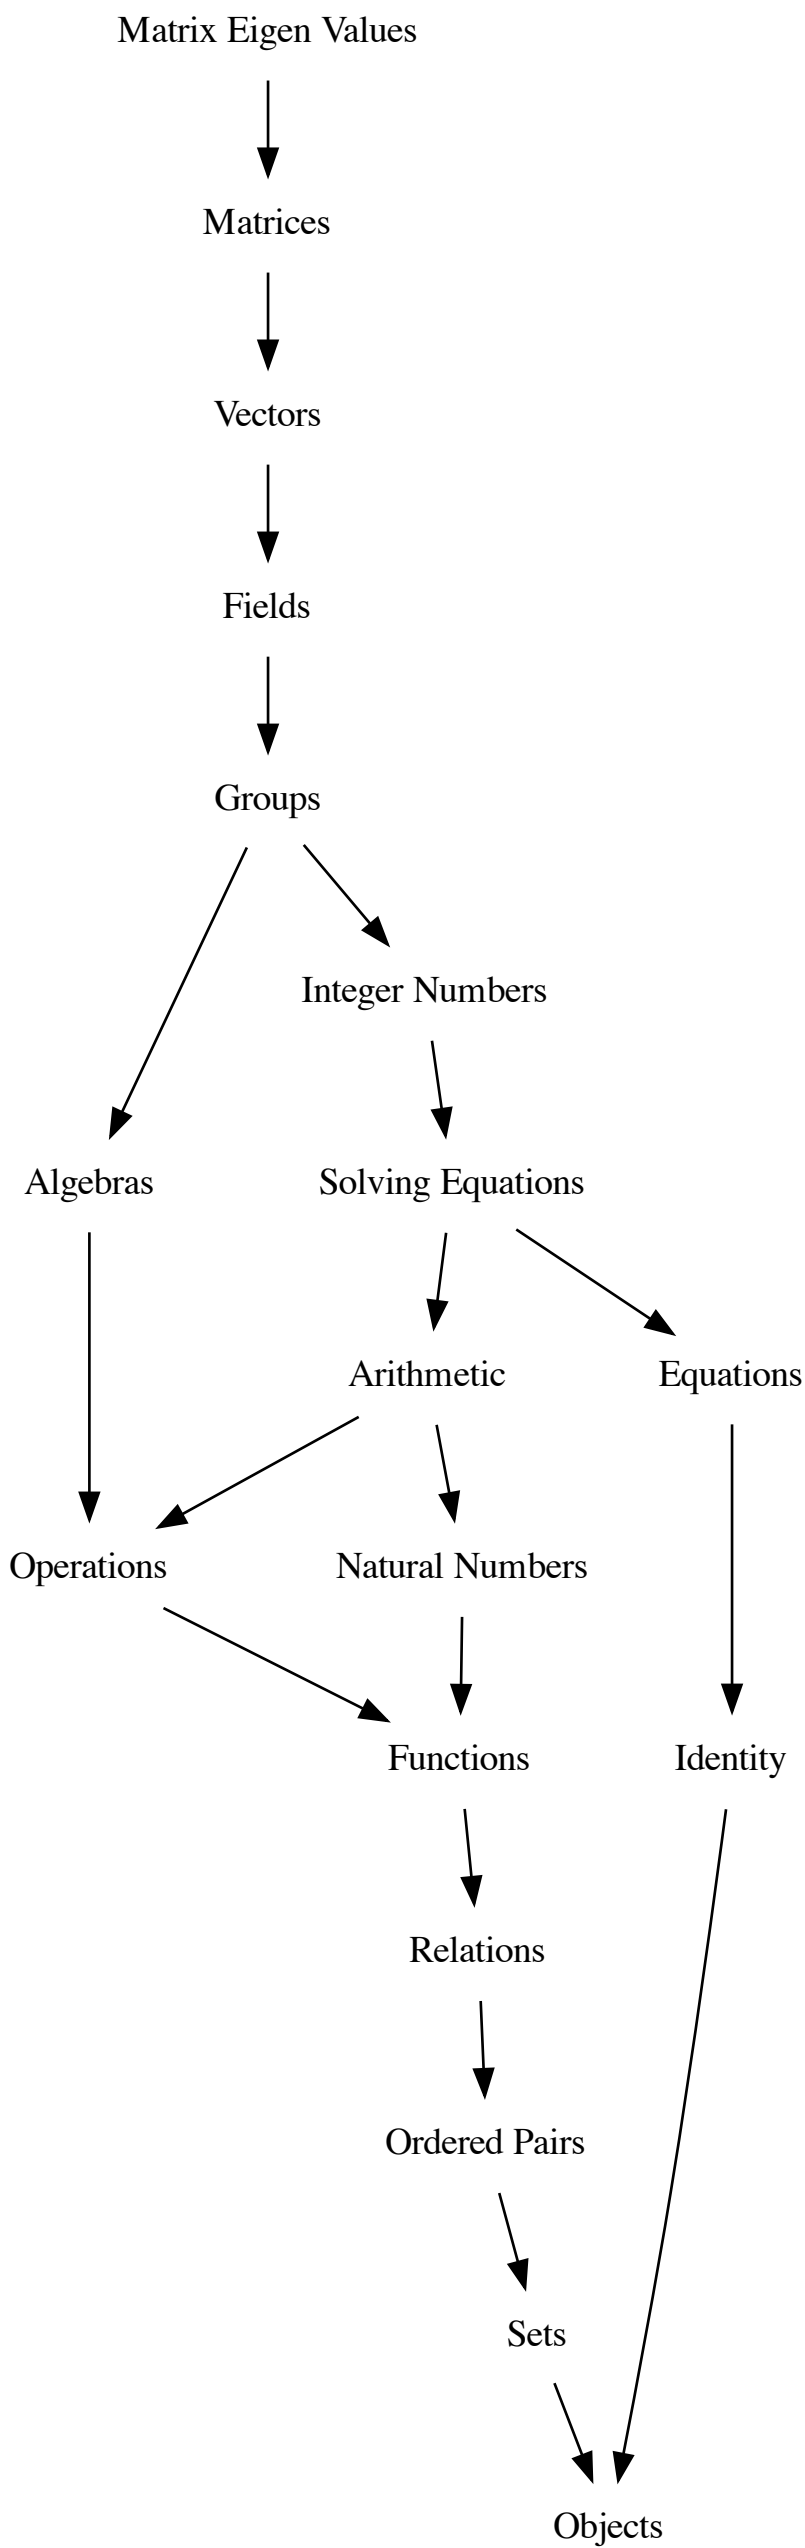 Matrix Eigen Values
Matrices
Vectors
Fields
Groups
Integer Numbers
Algebras
Solving Equations
Arithmetic
Equations
Operations
Natural Numbers
Functions
Identity
Relations
Ordered Pairs
Sets
Objects